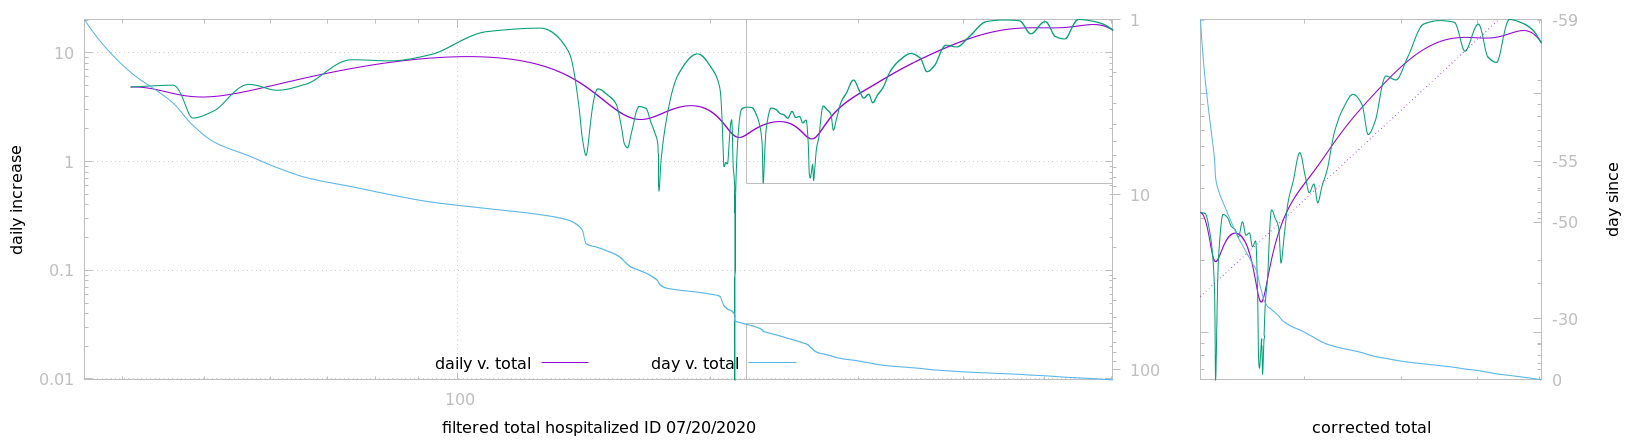 10
1
0.1
0.01
daily increase
daily v. total
day v. total
100
filtered total hospitalized ID 07/20/2020
1
10
100
-59
-55
-50
-30
0
day since
corrected total